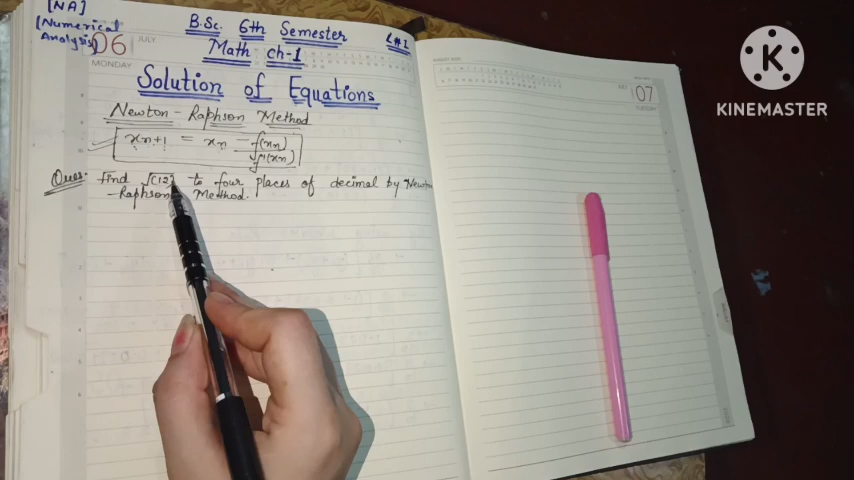 [NA]
[Numerical
Analysis]
06
JULY
MONDAY
B.Sc. 6th Semester
L#1
Math ch-1
Solution of Equations
Newton-Raphson Method
xn+1 = xn - f(xn)
f'(xn)
Ques:- Find √(12) to four places of decimal by Newton
-Raphson Method.
07
TUESDAY
K
KINEMASTER